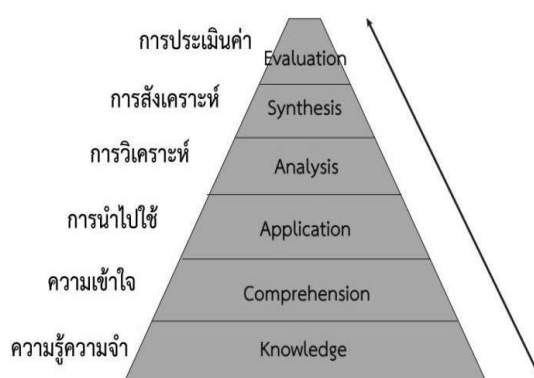 การประเมินค่า
Evaluation
การสังเคราะห์
Synthesis
การวิเคราะห์
Analysis
การนำไปใช้
Application
ความเข้าใจ
Comprehension
ความรู้ความจำ
Knowledge